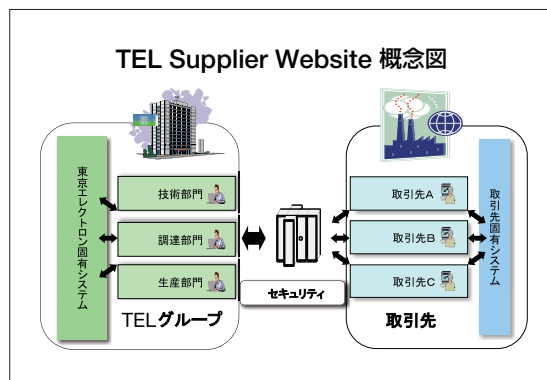 TEL Supplier Website 概念図
東京エレクトロン固有システム
技術部門
調達部門
生産部門
TELグループ
セキュリティ
取引先A
取引先B
取引先C
取引先
取引先固有システム